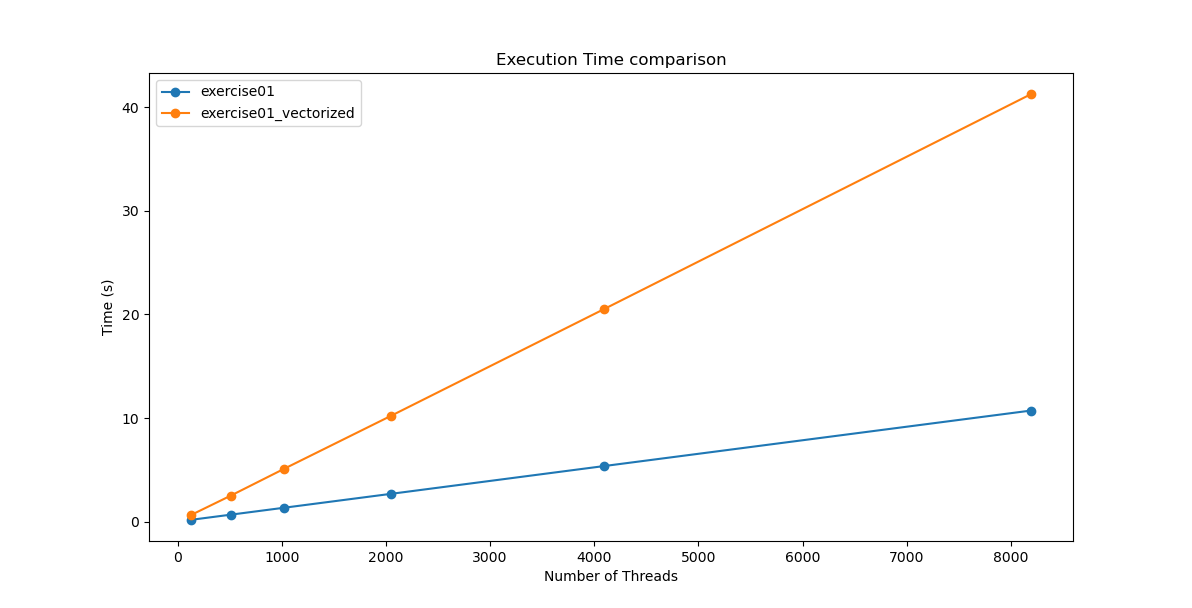 Execution Time comparison
exercise01
exercise01_vectorized
Time (s)
40
30
20
10
0
0 1000 2000 3000 4000 5000 6000 7000 8000
Number of Threads